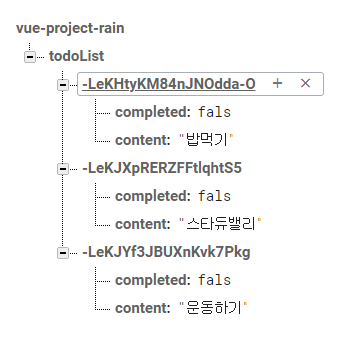 vue-project-rain
todoList
-LeKHtyKM84nJNOdda-O + ×
completed: fals
content: "밥먹기"
-LeKJXpRERZFFtlqhtS5
completed: fals
content: "스타듀밸리"
-LeKJYf3JBUXnKvk7Pkg
completed: fals
content: "운동하기"